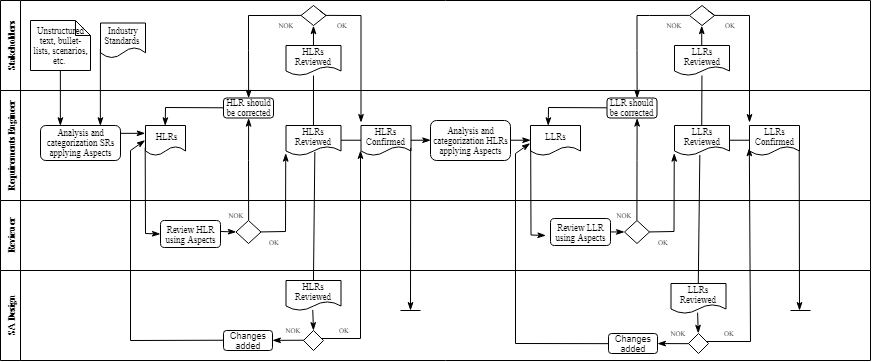 Stakeholders
Unstructured
text, bullet-
lists, scenarios,
etc.
Industry
Standards
NOK
OK
HLRs
Reviewed
NOK
OK
LLRs
Reviewed
Requirements Engineer
Analysis and
categorization SRs
applying Aspects
HLRs
HLR should
be corrected
HLRs
Reviewed
HLRs
Confirmed
Analysis and
categorization HLRs
applying Aspects
LLRs
LLR should
be corrected
LLRs
Reviewed
LLRs
Confirmed
Reviewer
Review HLR
using Aspects
NOK
OK
Review LLR
using Aspects
NOK
OK
SA Design
HLRs
Reviewed
Changes
added
NOK
OK
LLRs
Reviewed
Changes
added
NOK
OK